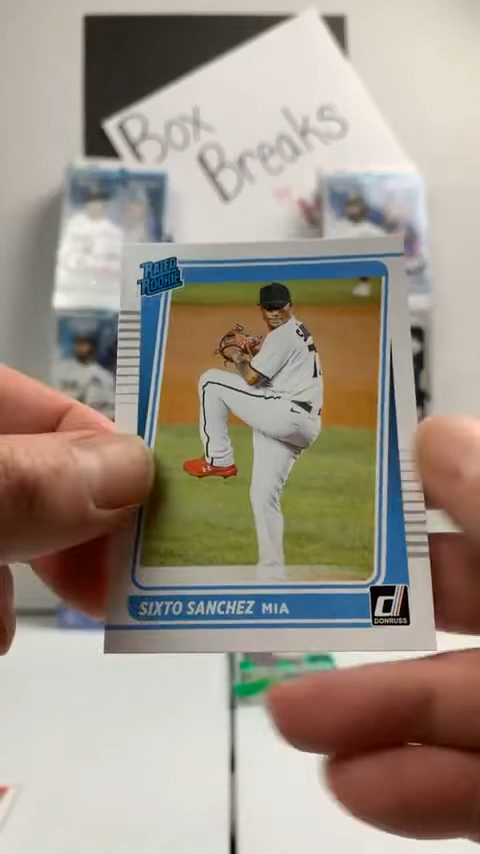 Box
Breaks
RATED
ROOKIE
SIXTO SANCHEZ MIA
DONRUSS